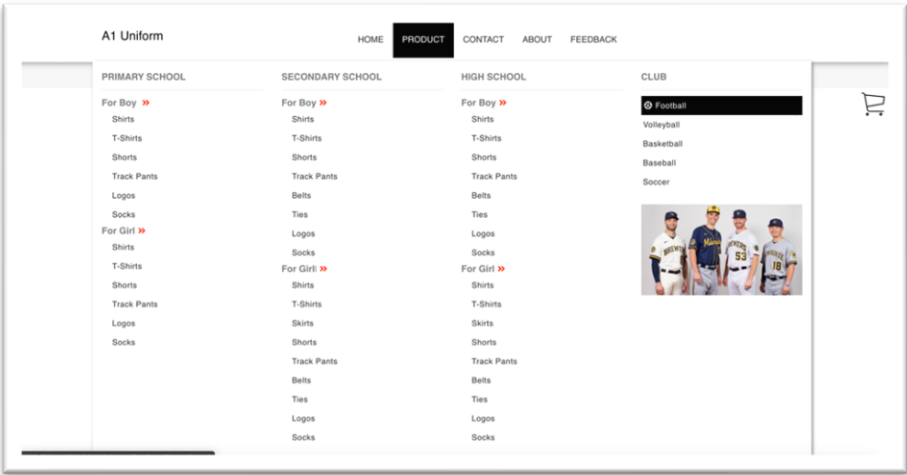 A1 Uniform
HOME PRODUCT CONTACT ABOUT FEEDBACK
PRIMARY SCHOOL
For Boy »
Shirts
T-Shirts
Shorts
Track Pants
Logos
Socks
For Girl »
Shirts
T-Shirts
Shorts
Track Pants
Logos
Socks
SECONDARY SCHOOL
For Boy »
Shirts
T-Shirts
Shorts
Track Pants
Belts
Ties
Logos
Socks
For Girl »
Shirts
T-Shirts
Skirts
Shorts
Track Pants
Belts
Ties
Logos
Socks
HIGH SCHOOL
For Boy »
Shirts
T-Shirts
Shorts
Track Pants
Belts
Ties
Logos
Socks
For Girl »
Shirts
T-Shirts
Skirts
Shorts
Track Pants
Belts
Ties
Logos
Socks
CLUB
Football
Volleyball
Basketball
Baseball
Soccer
53
18